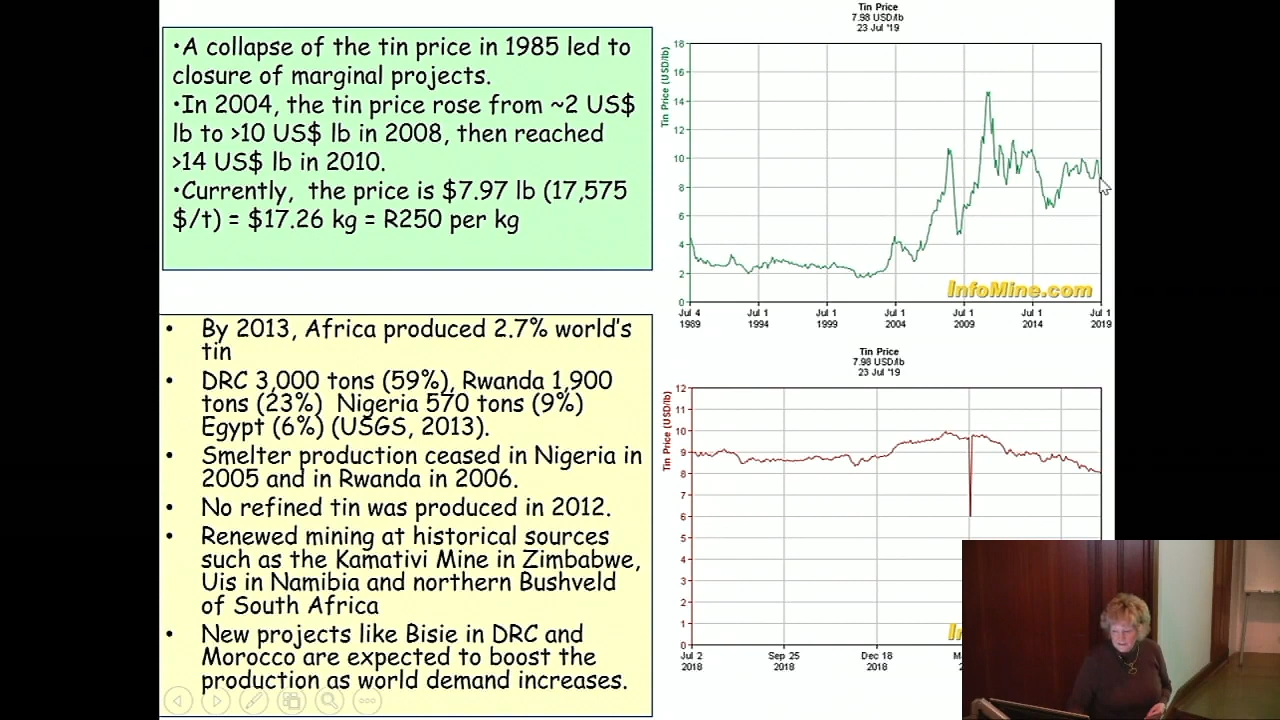 •A collapse of the tin price in 1985 led to
closure of marginal projects.
•In 2004, the tin price rose from ~2 US$
lb to >10 US$ lb in 2008, then reached
>14 US$ lb in 2010.
•Currently, the price is $7.97 lb (17,575
$/t) = $17.26 kg = R250 per kg
• By 2013, Africa produced 2.7% world's
tin
• DRC 3,000 tons (59%), Rwanda 1,900
tons (23%) Nigeria 570 tons (9%)
Egypt (6%) (USGS, 2013).
• Smelter production ceased in Nigeria in
2005 and in Rwanda in 2006.
• No refined tin was produced in 2012.
• Renewed mining at historical sources
such as the Kamativi Mine in Zimbabwe,
Uis in Namibia and northern Bushveld
of South Africa
• New projects like Bisie in DRC and
Morocco are expected to boost the
production as world demand increases.
Tin Price
7.98 USD/lb
23 Jul '19
Tin Price (USD/lb)
18
16
14
12
10
8
6
4
2
0
InfoMine.com
Jul 4 Jul 1 Jul 1 Jul 1 Jul 1 Jul 1 Jul 1
1989 1994 1999 2004 2009 2014 2019
Tin Price
7.98 USD/lb
23 Jul '19
Tin Price (USD/lb)
12
11
10
9
8
7
6
5
4
3
2
1
0
Jul 2 Sep 25 Dec 18
2018 2018 2018